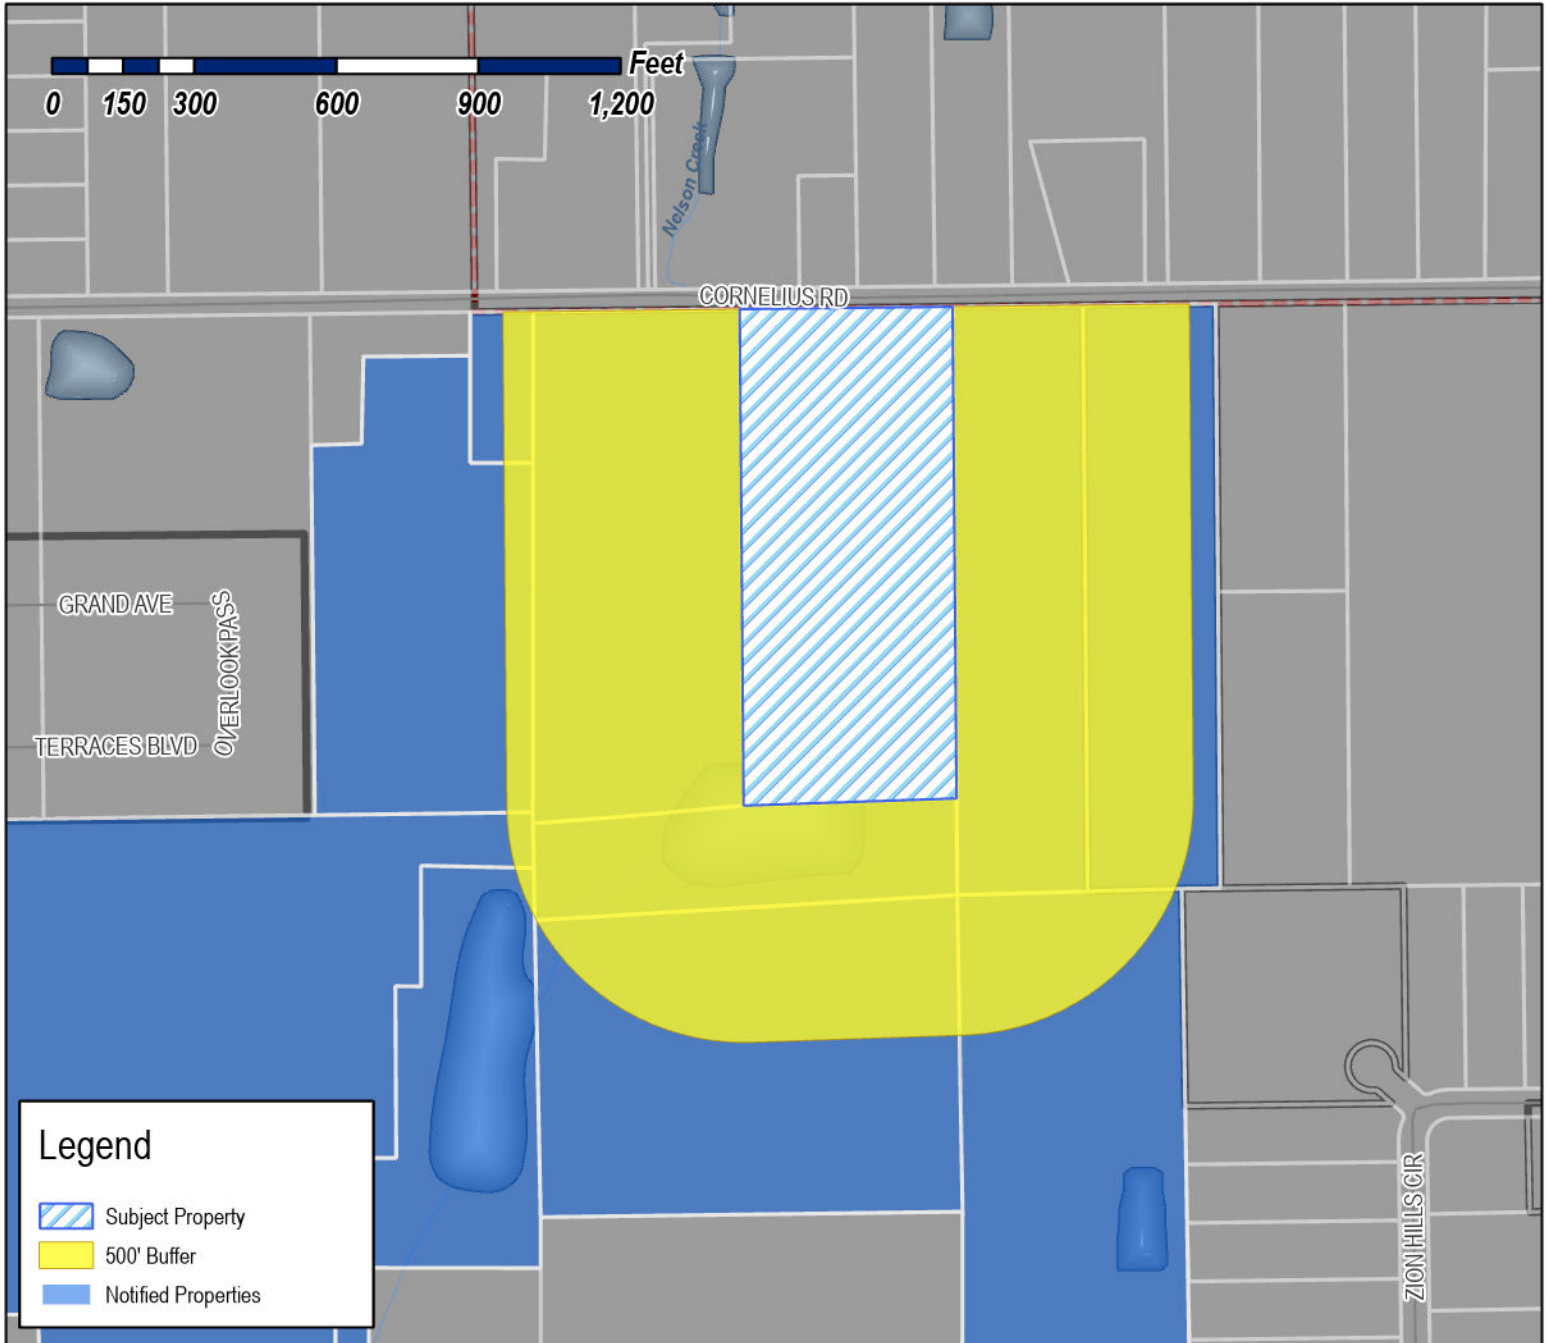 Feet
0 150 300 600 900 1,200
Nelson Creek
CORNELIUS RD
GRAND AVE
OVERLOOK PASS
TERRACES BLVD
ZION HILLS CIR
Legend
Subject Property
500' Buffer
Notified Properties